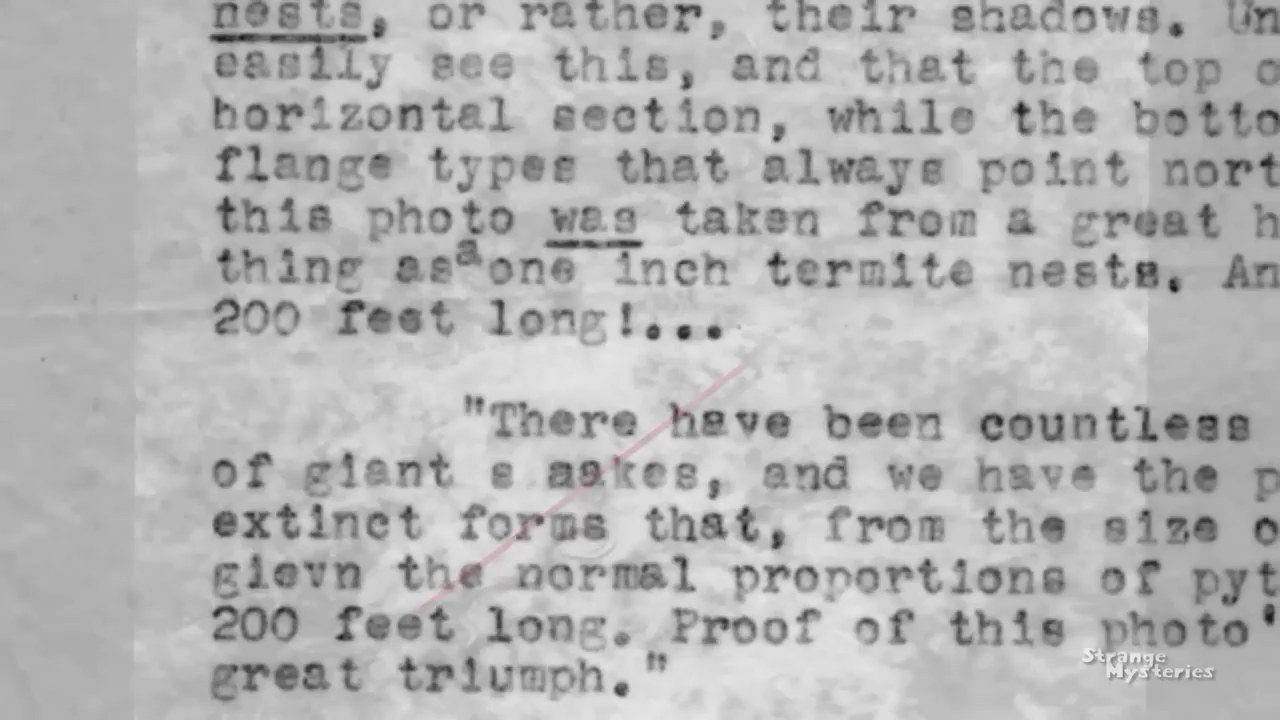 nests, or rather, their shadows. Un
easily see this, and that the top o
horizontal section, while the botto
flange types that always point nort
this photo was taken from a great h
thing as a one inch termite nests. An
200 feet long!...
"There have been countless
of giant s aakes, and we have the p
extinct forms that, from the size o
gievn the normal proportions of pyt
200 feet long. Proof of this photo'
great triumph."
Strange
Mysteries